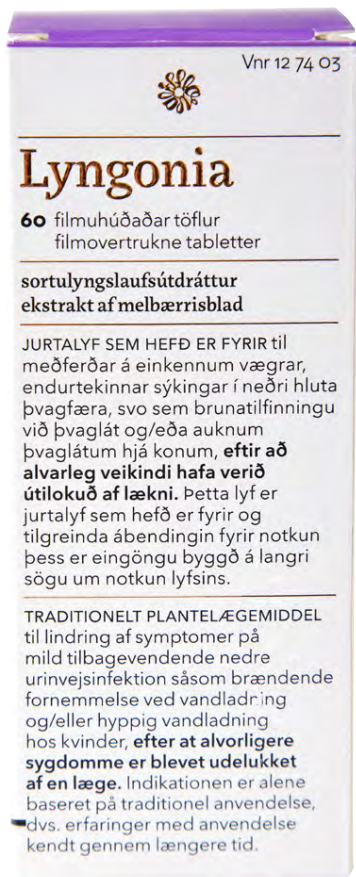 Vnr 12 74 03
Lyngonia
60 filmuhúðaðar töflur
filmovertrukne tabletter
sortulyngslaufsútdráttur
ekstrakt af melbærrisblad
JURTALYF SEM HEFÐ ER FYRIR til
meðferðar á einkennum vægrar,
endurtekinnar sýkingar í neðri hluta
þvagfæra, svo sem brunatilfinningu
við þvaglát og/eða auknum
þvaglátum hjá konum, eftir að
alvarleg veikindi hafa verið
útilokuð af lækni. Þetta lyf er
jurtalyf sem hefð er fyrir og
tilgreinda ábendingin fyrir notkun
þess er eingöngu byggð á langri
sögu um notkun lyfsins.
TRADITIONELT PLANTELÆGEMIDDEL
til lindring af symptomer på
mild tilbagevendende nedre
urinvejsinfektion såsom brændende
fornemmelse ved vandladning
og/eller hyppig vandladning
hos kvinder, efter at alvorligere
sygdomme er blevet udelukket
af en læge. Indikationen er alene
baseret på traditionel anvendelse,
dvs. erfaringer med anvendelse
kendt gennem længere tid.